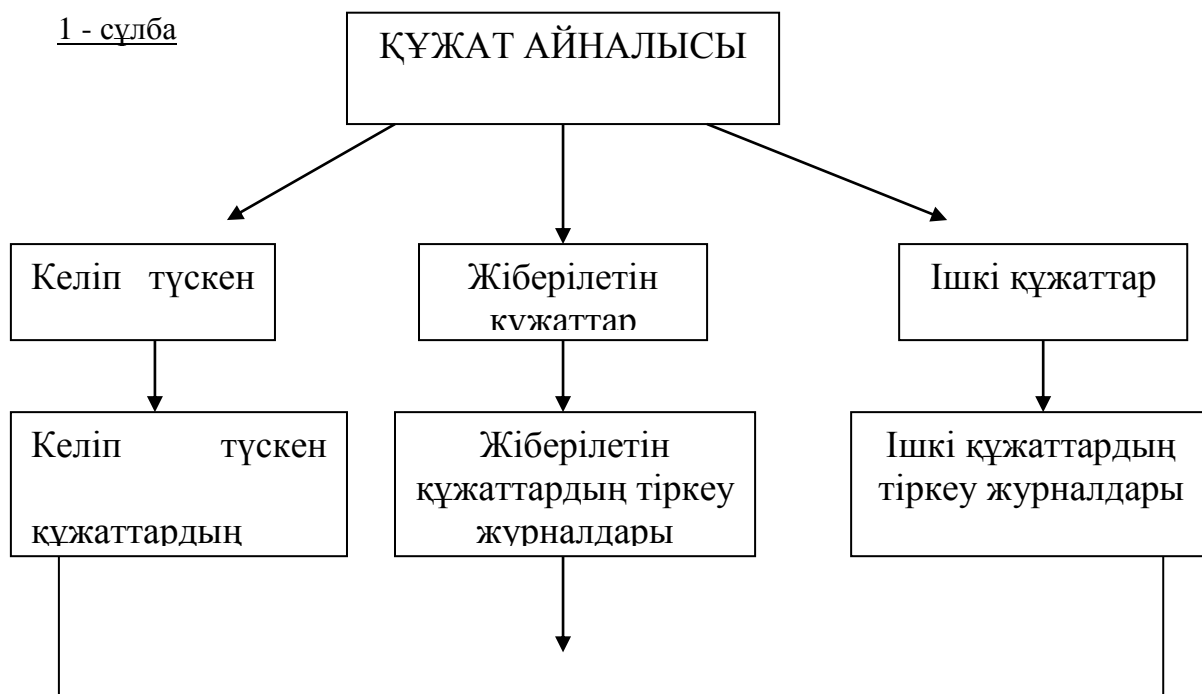 1 - сұлба
ҚҰЖАТ АЙНАЛЫСЫ
Келіп түскен
Жіберілетін
құжаттар
Ішкі құжаттар
Келіп түскен
құжаттардың
Жіберілетін
құжаттардың тіркеу
журналдары
Ішкі құжаттардың
тіркеу журналдары